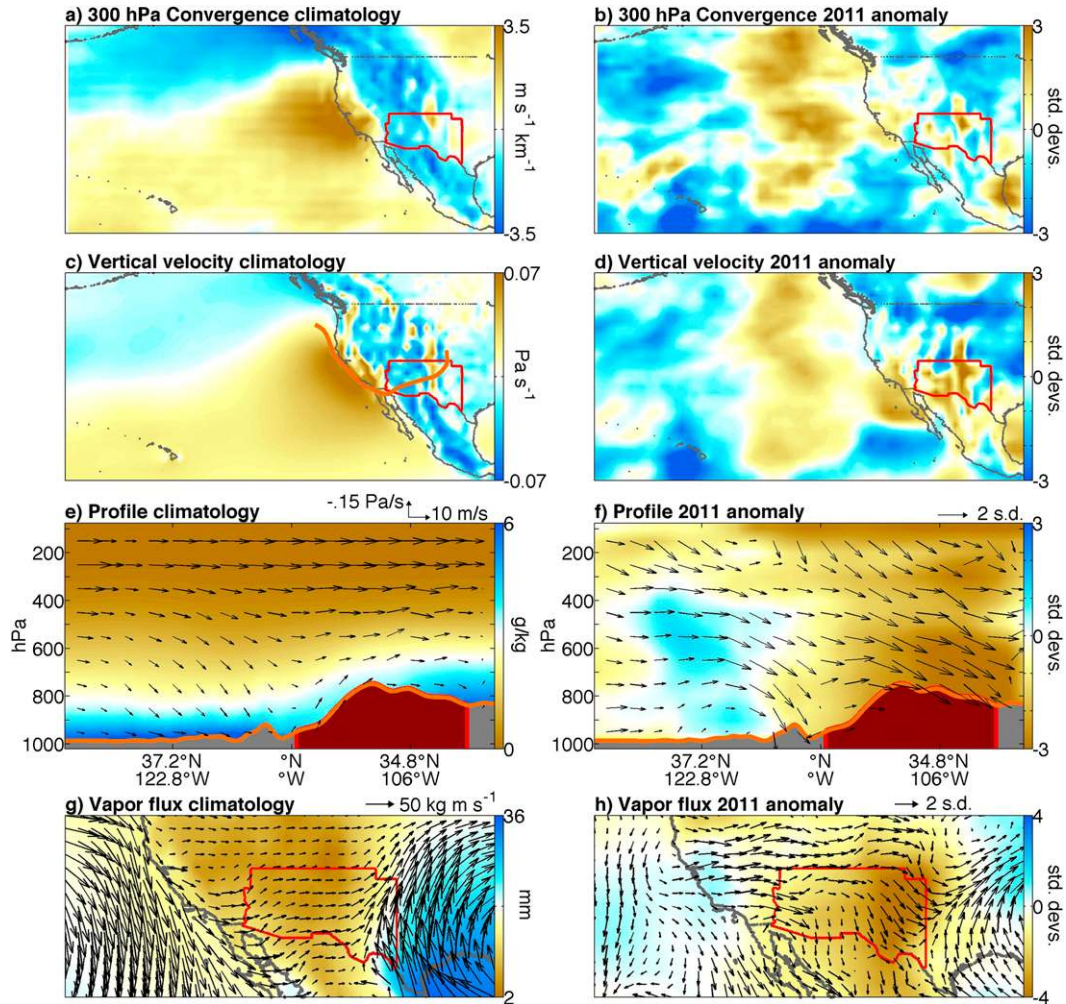 a) 300 hPa Convergence climatology
3.5
m s⁻¹ km⁻¹
-3.5
b) 300 hPa Convergence 2011 anomaly
3
std. devs.
0
-3
c) Vertical velocity climatology
0.07
Pa s⁻¹
-0.07
d) Vertical velocity 2011 anomaly
3
std. devs.
0
-3
e) Profile climatology
-.15 Pa/s
10 m/s
6
g/kg
0
hPa
200
400
600
800
1000
37.2°N
122.8°W
°N
°W
34.8°N
106°W
f) Profile 2011 anomaly
2 s.d.
3
std. devs.
0
-3
hPa
200
400
600
800
1000
37.2°N
122.8°W
°N
°W
34.8°N
106°W
g) Vapor flux climatology
50 kg m s⁻¹
36
mm
2
h) Vapor flux 2011 anomaly
2 s.d.
4
std. devs.
0
-4